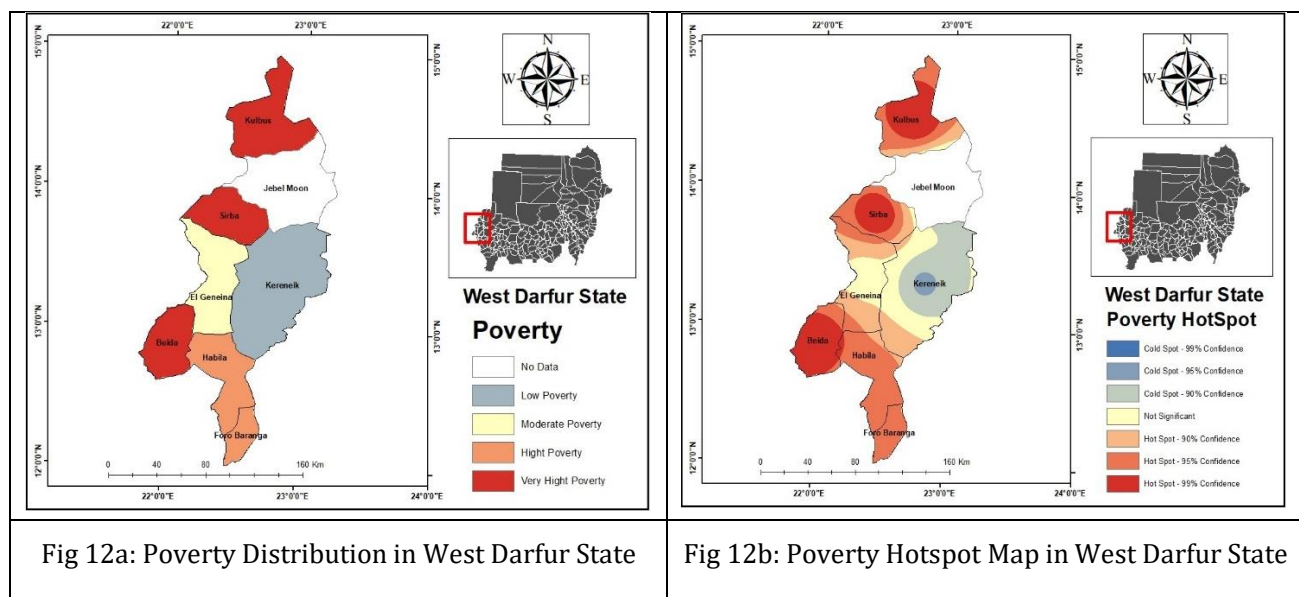 22°0'0"E
23°0'0"E
15°0'0"N
14°0'0"N
13°0'0"N
12°0'0"N
Kulbus
Jebel Moon
Sirba
Kereneik
El Geneina
Beida
Habila
Foro Baranga
0 40 80 120 160 Km
22°0'0"E
23°0'0"E
24°0'0"E
15°0'0"N
14°0'0"N
13°0'0"N
N
W
E
S
West Darfur State
Poverty
No Data
Low Poverty
Moderate Poverty
Hight Poverty
Very Hight Poverty
22°0'0"E
23°0'0"E
15°0'0"N
14°0'0"N
13°0'0"N
12°0'0"N
Kulbus
Jebel Moon
Sirba
Kereneik
El Geneina
Beida
Habila
Foro Baranga
0 40 80 120 160 Km
22°0'0"E
23°0'0"E
24°0'0"E
15°0'0"N
14°0'0"N
13°0'0"N
N
W
E
S
West Darfur State
Poverty HotSpot
Cold Spot - 99% Confidence
Cold Spot - 95% Confidence
Cold Spot - 90% Confidence
Not Significant
Hot Spot - 90% Confidence
Hot Spot - 95% Confidence
Hot Spot - 99% Confidence
Fig 12a: Poverty Distribution in West Darfur State
Fig 12b: Poverty Hotspot Map in West Darfur State